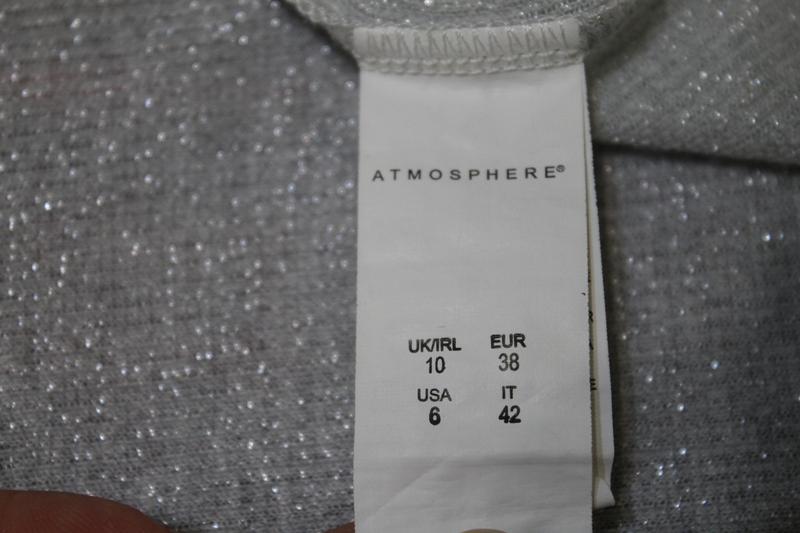 ATMOSPHERE®
UK/IRL EUR
10 38
USA IT
6 42